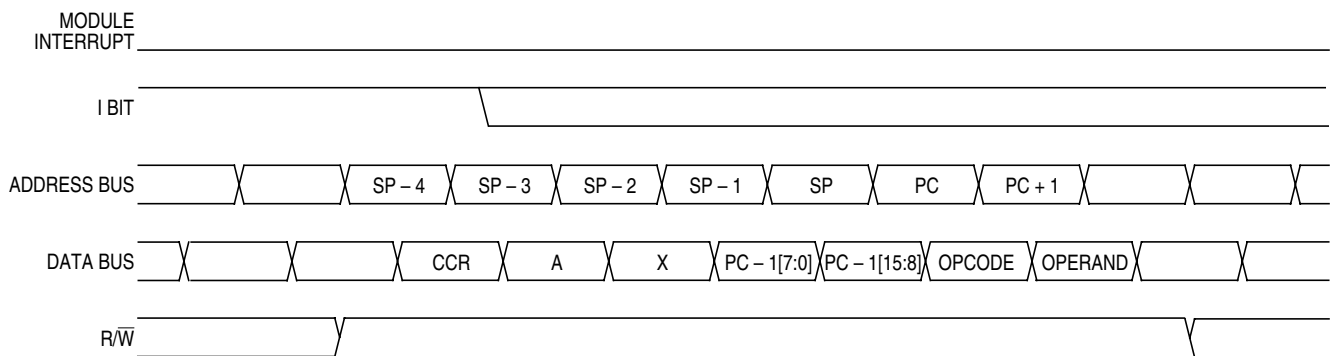 MODULE
INTERRUPT
I BIT
ADDRESS BUS SP – 4 SP – 3 SP – 2 SP – 1 SP PC PC + 1
DATA BUS CCR A X PC – 1[7:0] PC – 1[15:8] OPCODE OPERAND
R/W̅